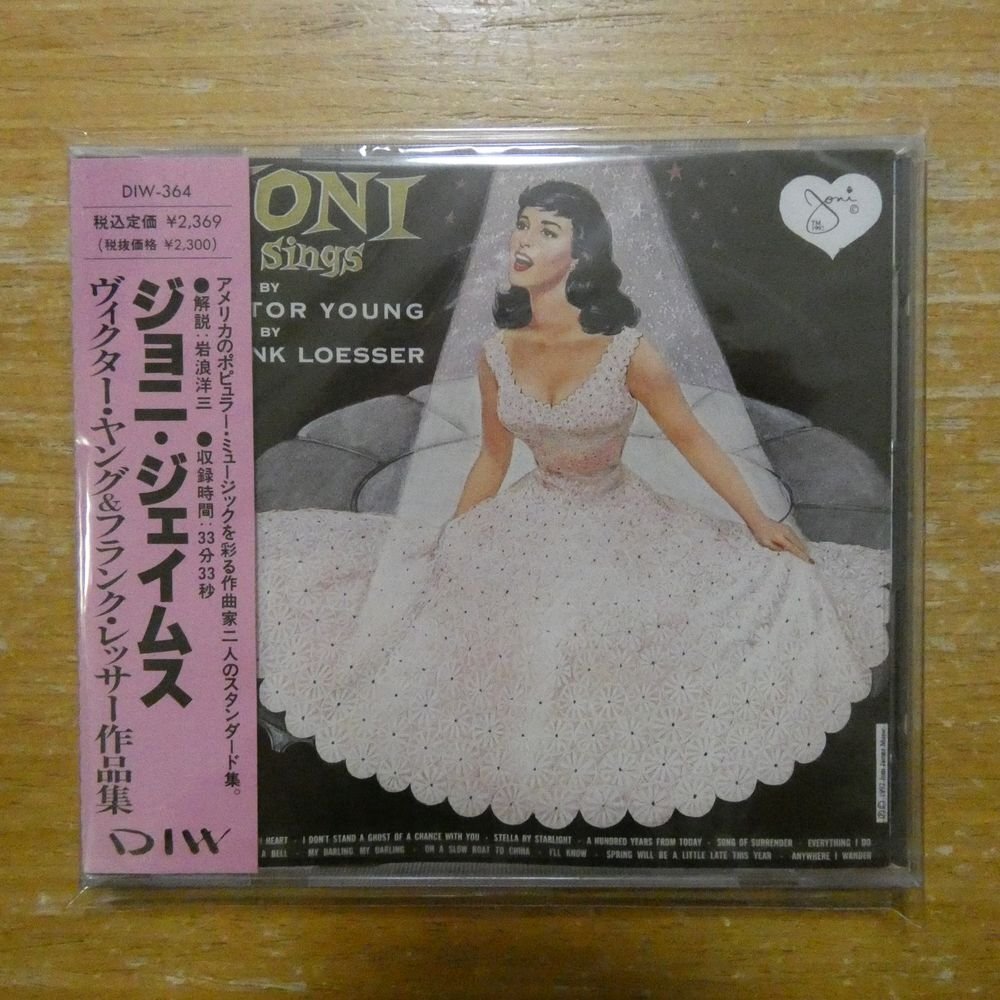 DIW-364
税込定価 ¥2,369
(税抜価格 ¥2,300)
アメリカのポピュラー・ミュージックを彩る作曲家二人のスタンダード集。
●解説:岩浪洋三 ●収録時間:33分33秒
ジョニ・ジェイムス
ヴィクター・ヤング&フランク・レッサー作品集
DIW
ONI
sings
BY
TOR YOUNG
BY
NK LOESSER
Joni
©
TM
HEART · I DON'T STAND A GHOST OF A CHANCE WITH YOU · STELLA BY STARLIGHT · A HUNDRED YEARS FROM TODAY · SONG OF SURRENDER · EVERYTHING I DO
A BELL · MY DARLING MY DARLING · ON A SLOW BOAT TO CHINA · I'LL KNOW · SPRING WILL BE A LITTLE LATE THIS YEAR · ANYWHERE I WANDER